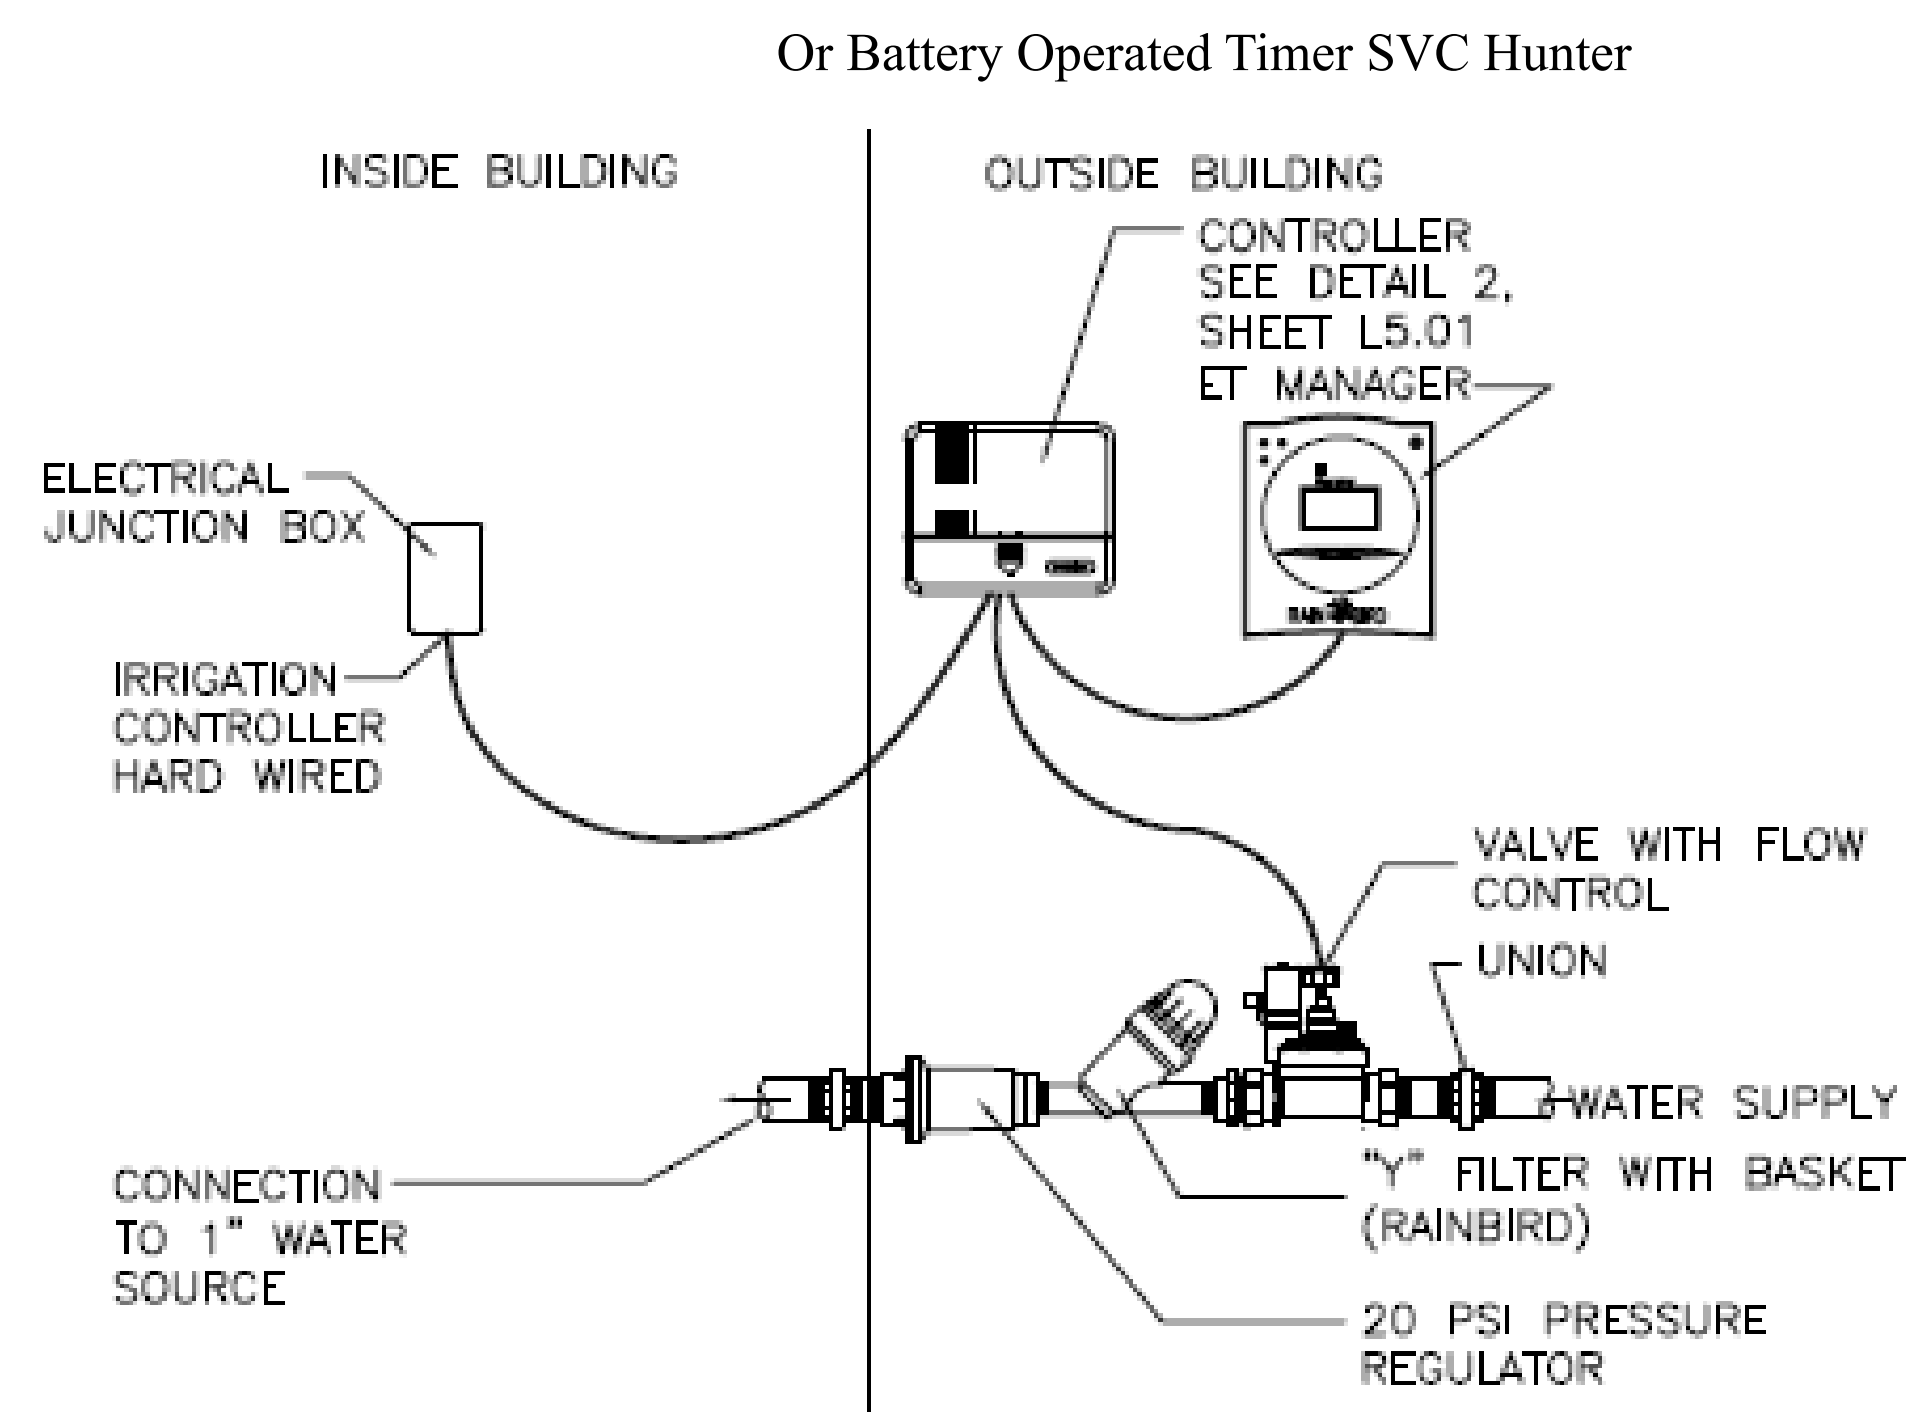 Or Battery Operated Timer SVC Hunter
INSIDE BUILDING
OUTSIDE BUILDING
CONTROLLER
SEE DETAIL 2,
SHEET L5.01
ET MANAGER
ELECTRICAL
JUNCTION BOX
RAIN BIRD
IRRIGATION
CONTROLLER
HARD WIRED
VALVE WITH FLOW
CONTROL
UNION
WATER SUPPLY
"Y" FILTER WITH BASKET
(RAINBIRD)
CONNECTION
TO 1" WATER
SOURCE
20 PSI PRESSURE
REGULATOR